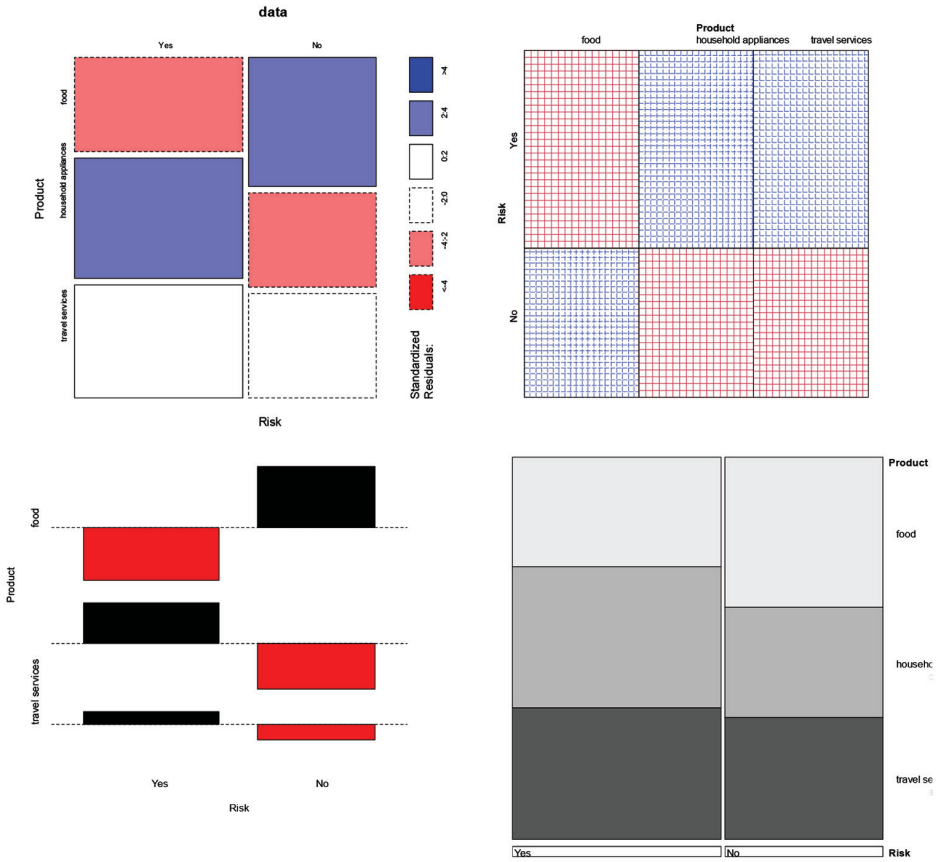 data
Yes
No
Product
food
household appliances
travel services
Risk
>4
2:4
0:2
-2:0
-4:-2
<-4
Standardized
Residuals:
Product
food household appliances travel services
Risk
Yes
No
Product
food
travel services
Yes No
Risk
Product
food
househc
travel se
Yes No Risk